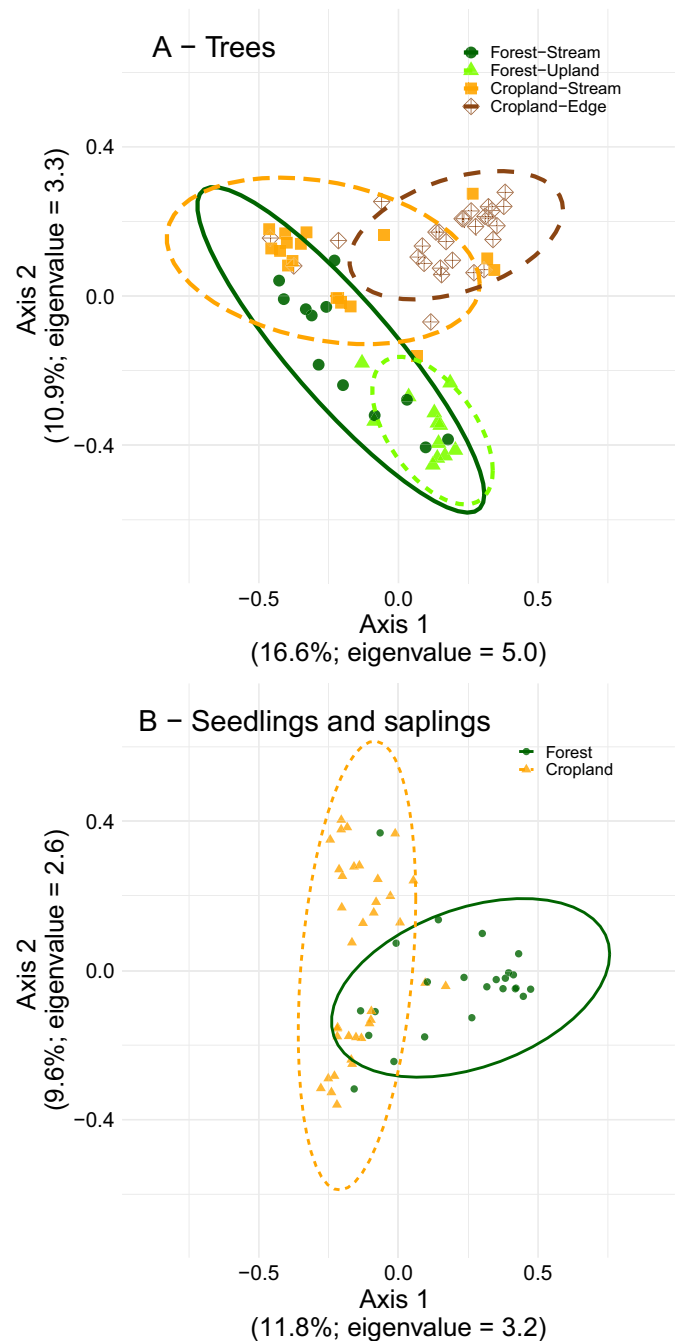 A − Trees
Forest−Stream
Forest−Upland
Cropland−Stream
Cropland−Edge
0.4
0.0
−0.4
Axis 2
(10.9%; eigenvalue = 3.3)
−0.5
0.0
0.5
Axis 1
(16.6%; eigenvalue = 5.0)
B − Seedlings and saplings
Forest
Cropland
0.4
0.0
−0.4
Axis 2
(9.6%; eigenvalue = 2.6)
−0.5
0.0
0.5
Axis 1
(11.8%; eigenvalue = 3.2)